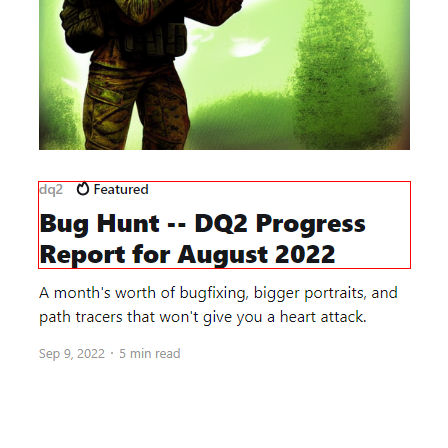 dq2 Featured
Bug Hunt -- DQ2 Progress
Report for August 2022
A month's worth of bugfixing, bigger portraits, and
path tracers that won't give you a heart attack.
Sep 9, 2022 · 5 min read